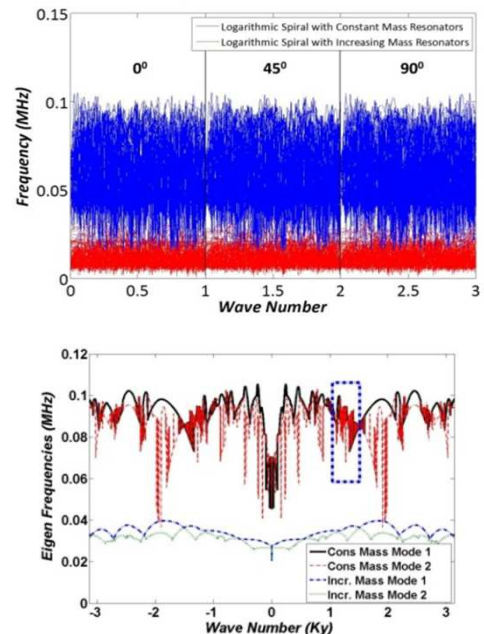 0.15
Logarithmic Spiral with Constant Mass Resonators
Logarithmic Spiral with Increasing Mass Resonators
0⁰ 45⁰ 90⁰
0.1
Frequency (MHz)
0.05
0
0 0.5 1 1.5 2 2.5 3
Wave Number
0.12
0.1
0.08
Eigen Frequencies (MHz)
0.06
0.04
0.02
0
Cons Mass Mode 1
Cons Mass Mode 2
Incr. Mass Mode 1
Incr. Mass Mode 2
-3 -2 -1 0 1 2 3
Wave Number (Ky)